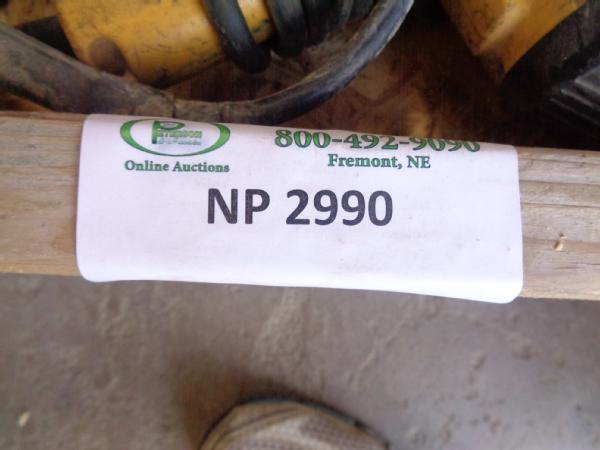 800-492-9090
Online Auctions
Fremont, NE
NP 2990